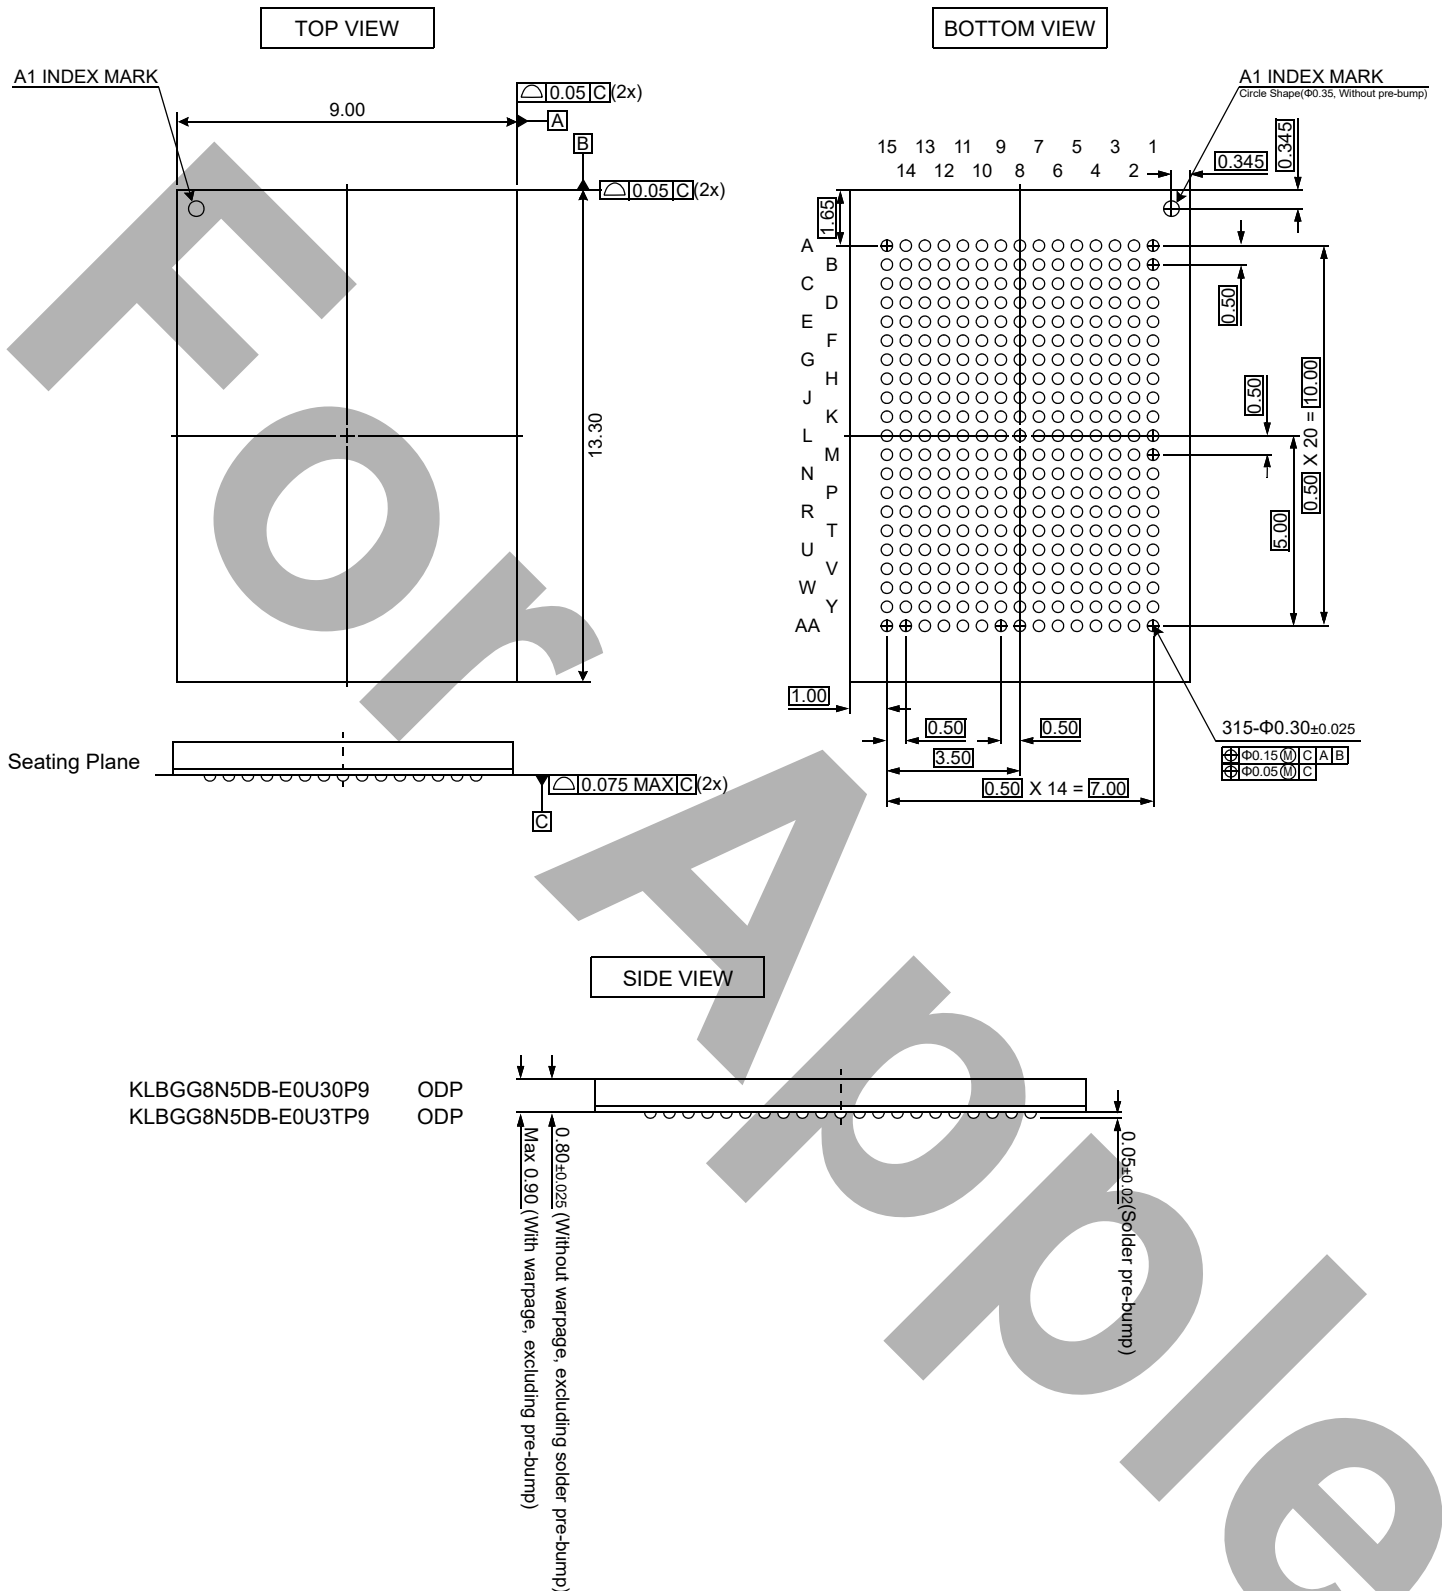 TOP VIEW
BOTTOM VIEW
A1 INDEX MARK
0.05 C (2x)
9.00
A
B
0.05 C (2x)
13.30
A1 INDEX MARK
Circle Shape(Φ0.35, Without pre-bump)
0.345
0.345
15 13 11 9 7 5 3 1
14 12 10 8 6 4 2
1.65
A
B
C
D
E
F
G
H
J
K
L
M
N
P
R
T
U
V
W
Y
AA
0.50
0.50
0.50 X 20 = 10.00
5.00
1.00
0.50
0.50
3.50
0.50 X 14 = 7.00
315-Φ0.30±0.025
Φ0.15 Ⓜ C A B
Φ0.05 Ⓜ C
Seating Plane
0.075 MAX C (2x)
C
SIDE VIEW
KLBGG8N5DB-E0U30P9 ODP
KLBGG8N5DB-E0U3TP9 ODP
Max 0.90 (With warpage, excluding pre-bump)
0.80±0.025 (Without warpage, excluding solder pre-bump)
0.05±0.02(Solder pre-bump)
For Apple